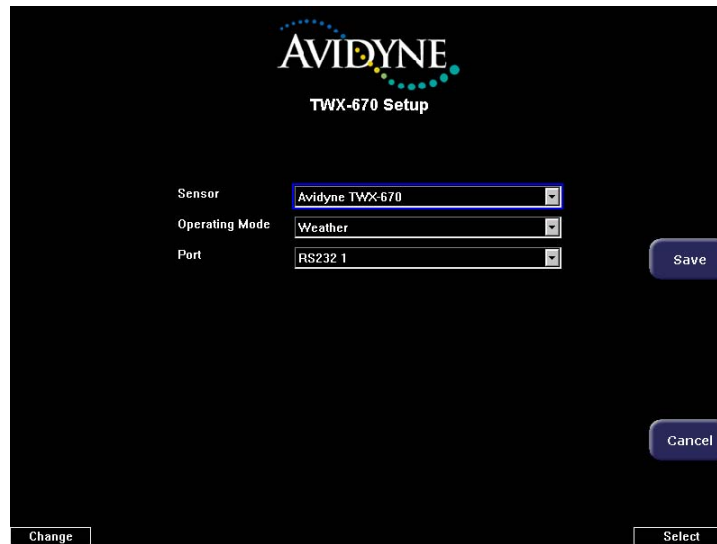 AVIDYNE
TWX-670 Setup
Sensor Avidyne TWX-670
Operating Mode Weather
Port RS232 1
Save
Cancel
Change Select